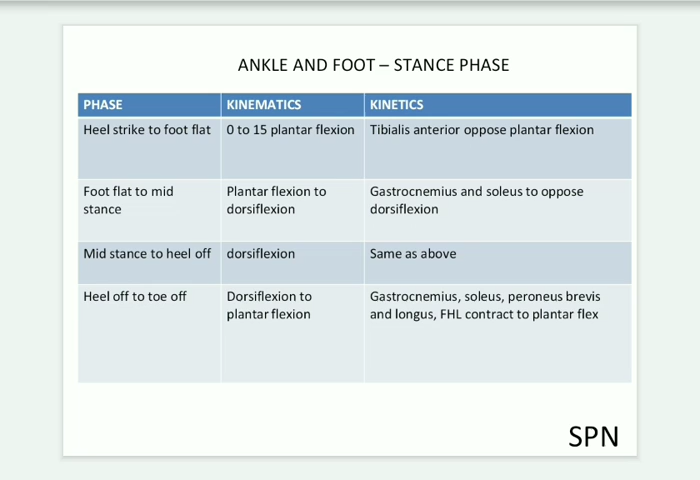 ANKLE AND FOOT – STANCE PHASE
PHASE KINEMATICS KINETICS
Heel strike to foot flat 0 to 15 plantar flexion Tibialis anterior oppose plantar flexion
Foot flat to mid stance Plantar flexion to dorsiflexion Gastrocnemius and soleus to oppose dorsiflexion
Mid stance to heel off dorsiflexion Same as above
Heel off to toe off Dorsiflexion to plantar flexion Gastrocnemius, soleus, peroneus brevis and longus, FHL contract to plantar flex
SPN